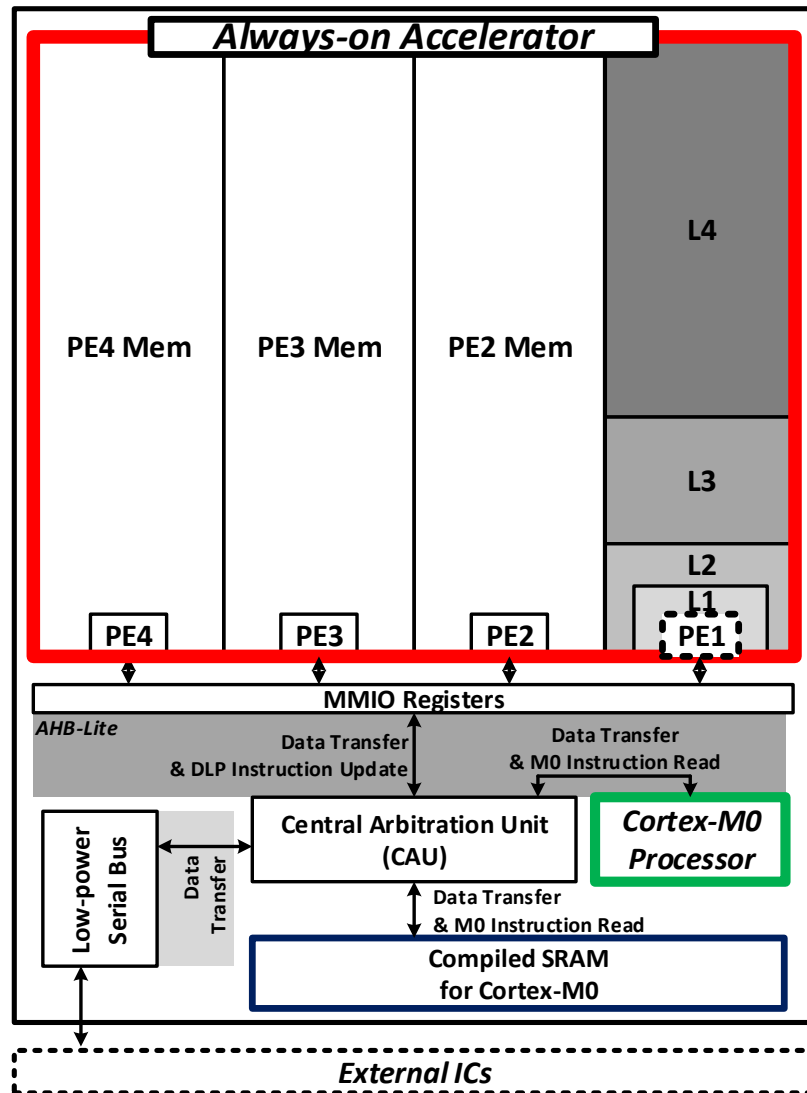 Always-on Accelerator
L4
PE4 Mem
PE3 Mem
PE2 Mem
L3
L2
L1
PE4
PE3
PE2
PE1
MMIO Registers
AHB-Lite
Data Transfer
& DLP Instruction Update
Data Transfer
& M0 Instruction Read
Low-power
Serial Bus
Data
Transfer
Central Arbitration Unit
(CAU)
Cortex-M0
Processor
Data Transfer
& M0 Instruction Read
Compiled SRAM
for Cortex-M0
External ICs